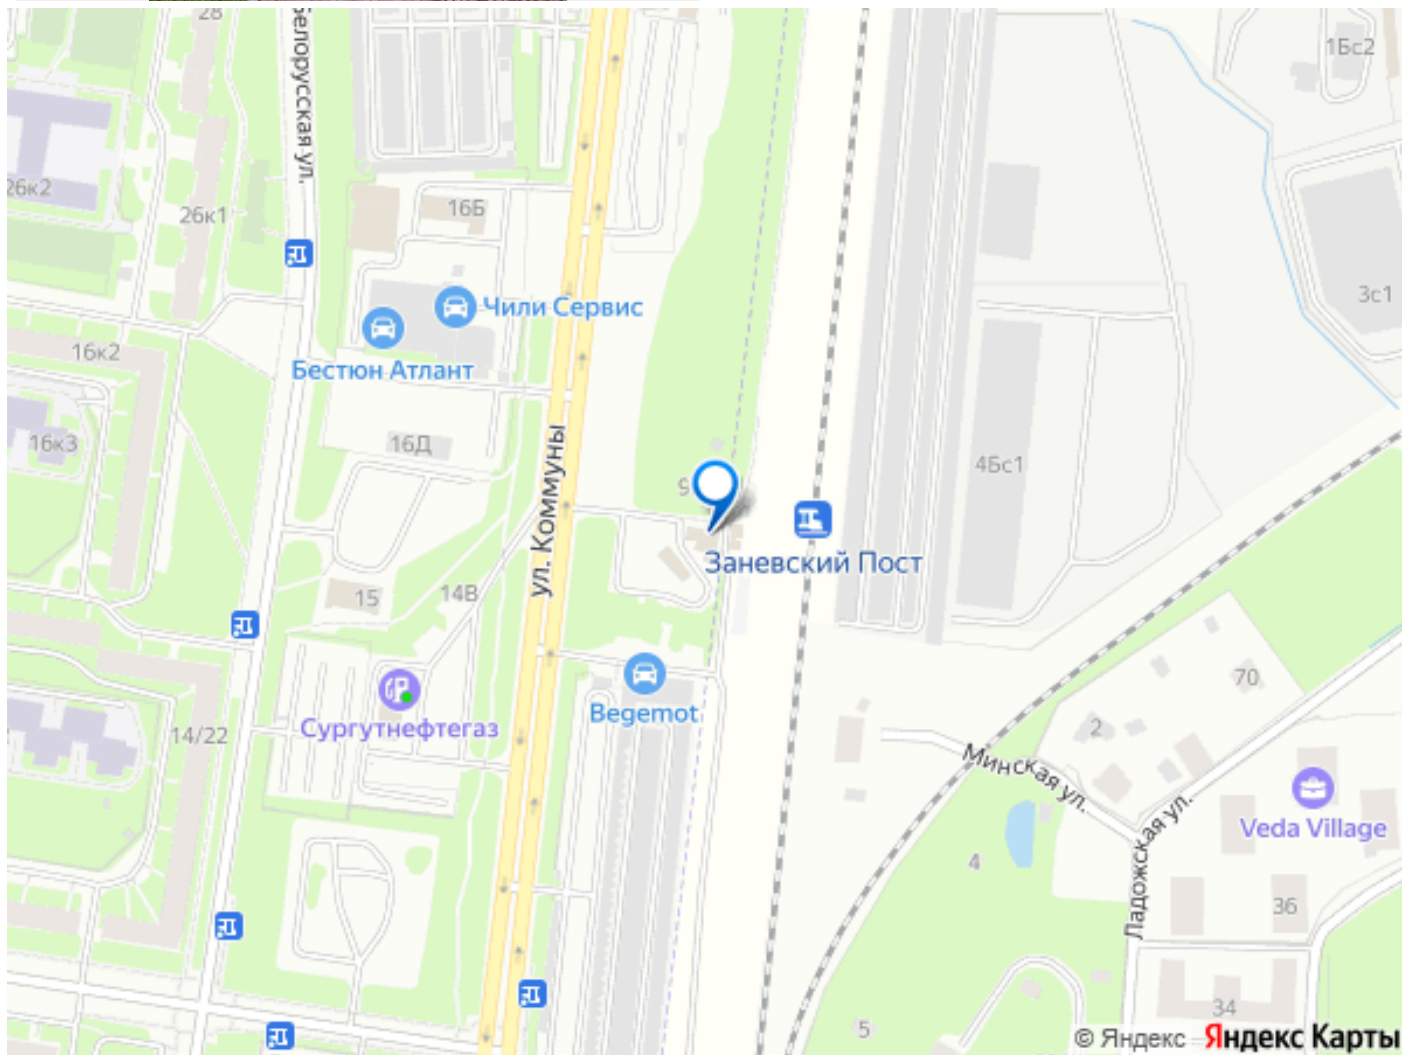 28
Белорусская ул.
1Бс2
26к2
26к1
16Б
3с1
Чили Сервис
16к2
Бестюн Атлант
16к3
16Д
ул. Коммуны
4Бс1
9
Заневский Пост
15
14В
70
Begemot
Сургутнефтегаз
14/22
2
Минская ул.
Ладожская ул.
Veda Village
4
36
34
5
© Яндекс Яндекс Карты